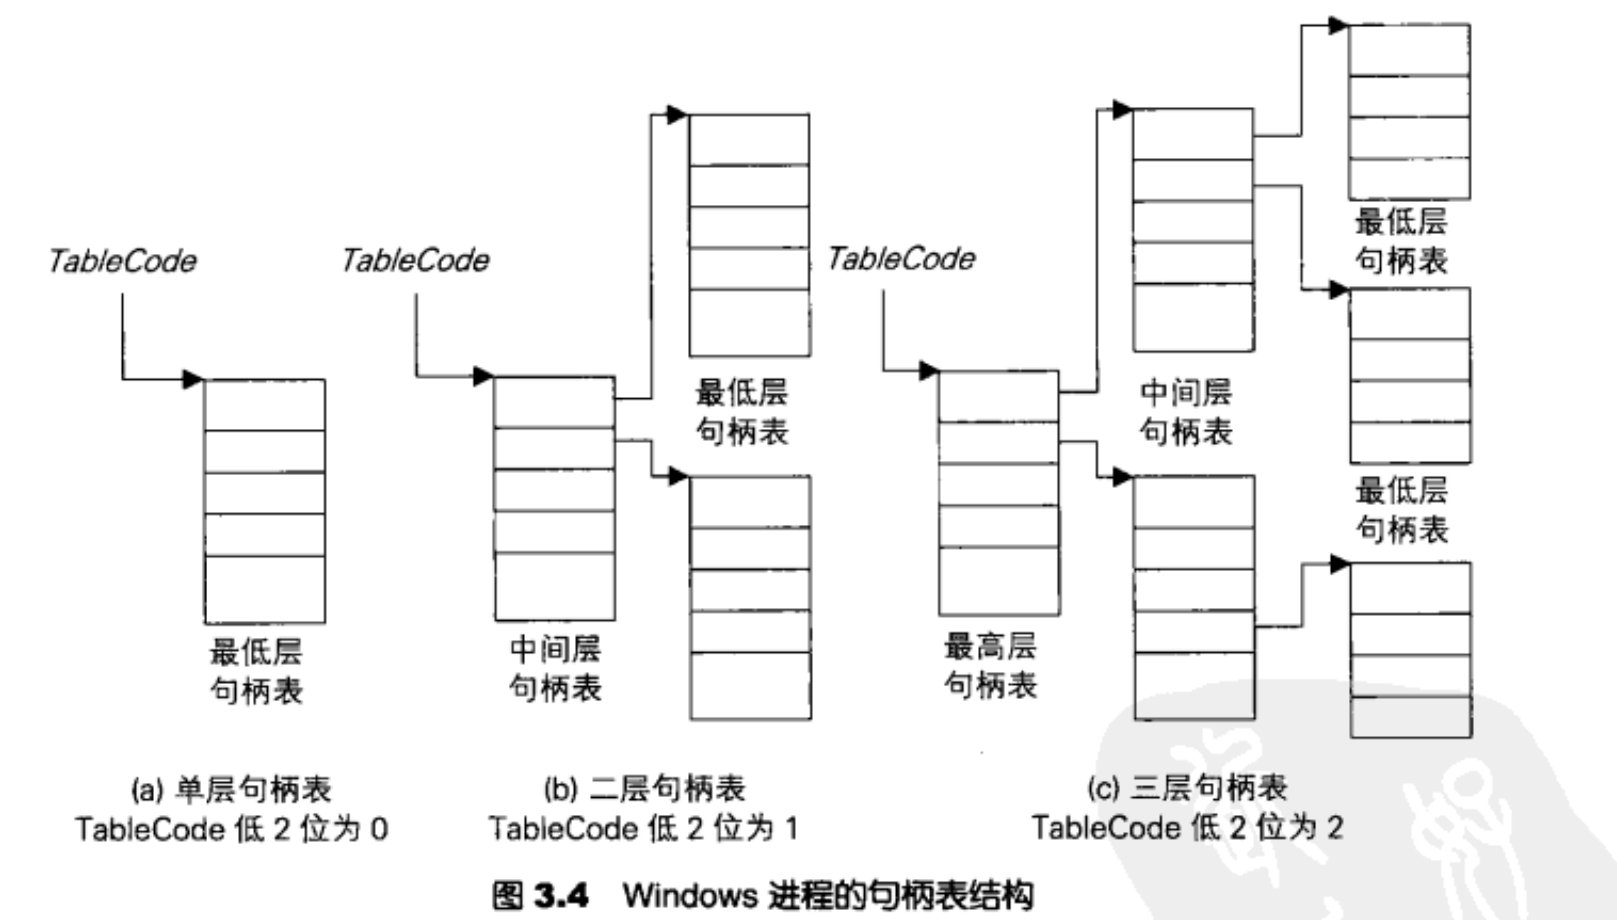 TableCode
最低层
句柄表
(a) 单层句柄表
TableCode 低 2 位为 0
TableCode
中间层
句柄表
最低层
句柄表
(b) 二层句柄表
TableCode 低 2 位为 1
TableCode
最高层
句柄表
中间层
句柄表
最低层
句柄表
最低层
句柄表
(c) 三层句柄表
TableCode 低 2 位为 2
图 3.4 Windows 进程的句柄表结构